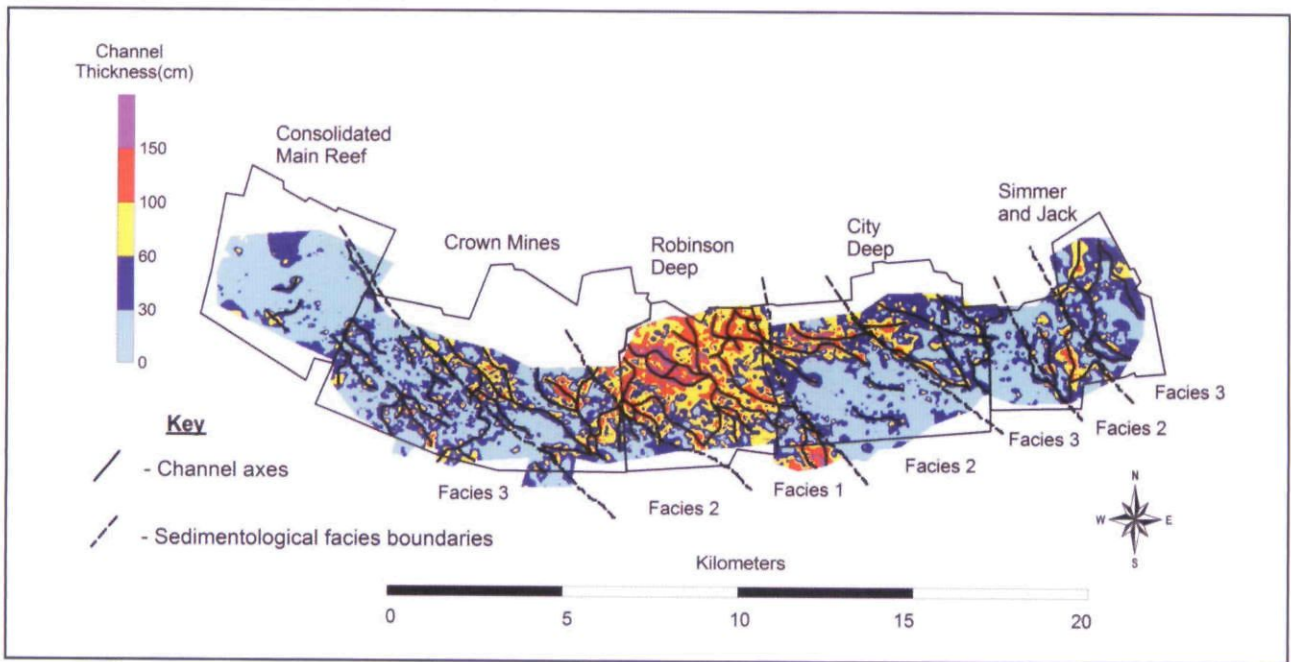 Channel
Thickness(cm)
150
100
60
30
0
Consolidated
Main Reef
Crown Mines
Robinson
Deep
City
Deep
Simmer
and Jack
Facies 3
Facies 2
Facies 1
Facies 2
Facies 3
Facies 2
Facies 3
Key
- Channel axes
- Sedimentological facies boundaries
N
W
E
S
Kilometers
0
5
10
15
20